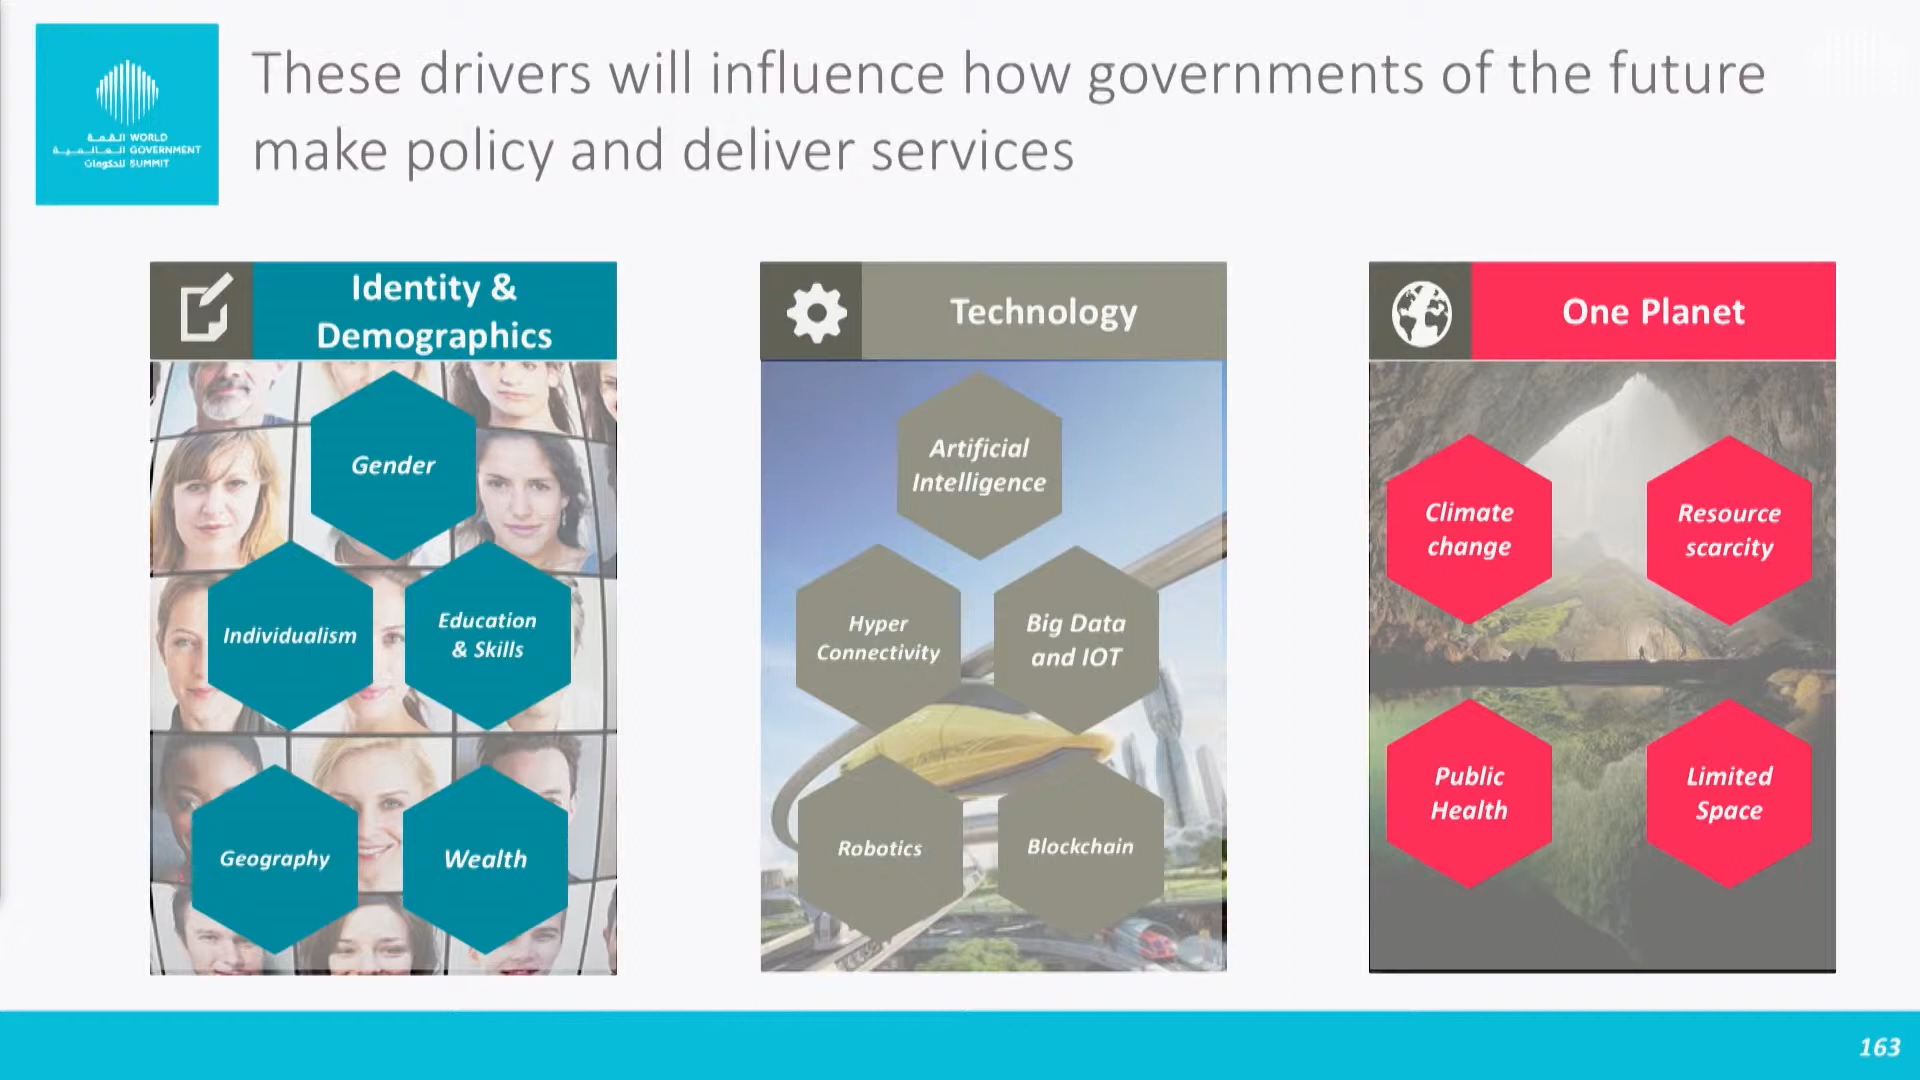 These drivers will influence how governments of the future
make policy and deliver services
القمة WORLD
العالمية GOVERNMENT
للحكومات SUMMIT
Identity &
Demographics
Gender
Individualism
Education
& Skills
Geography
Wealth
Technology
Artificial
Intelligence
Hyper
Connectivity
Big Data
and IOT
Robotics
Blockchain
One Planet
Climate
change
Resource
scarcity
Public
Health
Limited
Space
163